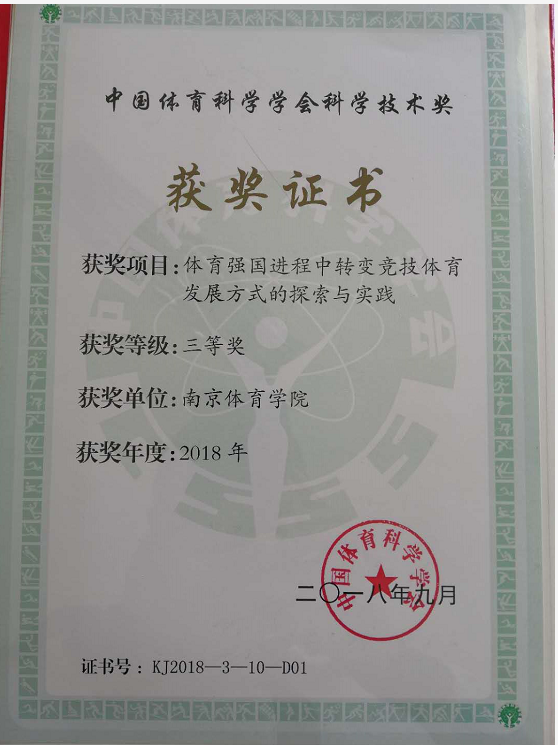 中国体育科学学会科学技术奖
获奖证书
获奖项目:体育强国进程中转变竞技体育
发展方式的探索与实践
获奖等级:三等奖
获奖单位:南京体育学院
获奖年度:2018年
中国体育科学学会
二〇一八年九月
证书号:KJ2018—3—10—D01